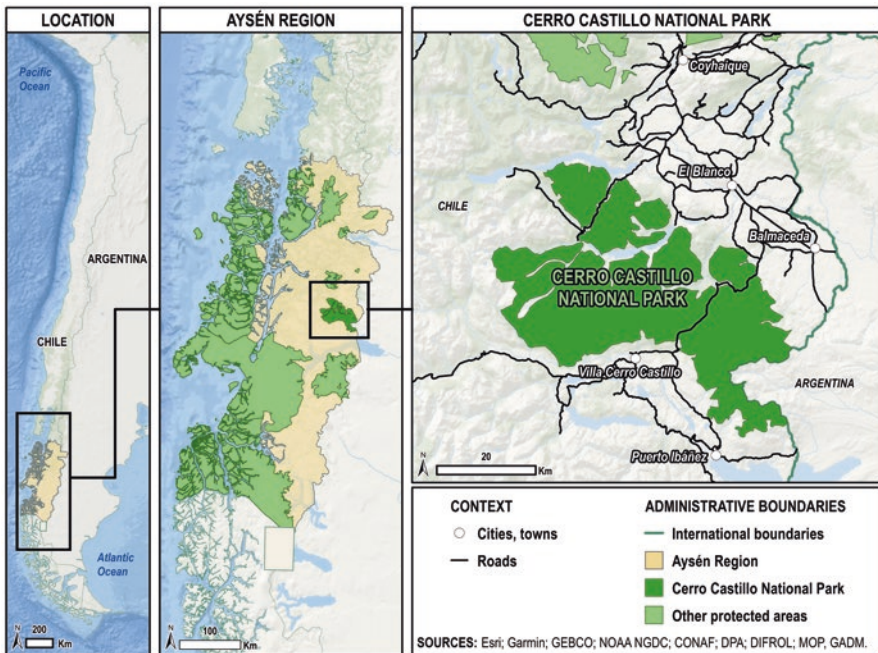 LOCATION
Pacific
Ocean
ARGENTINA
CHILE
Atlantic
Ocean
N
200
Km
AYSÉN REGION
N
100
Km
CERRO CASTILLO NATIONAL PARK
Coyhaique
El Blanco
CHILE
Balmaceda
CERRO CASTILLO
NATIONAL PARK
Villa Cerro Castillo
ARGENTINA
Puerto Ibáñez
N
20
Km
CONTEXT
Cities, towns
Roads
ADMINISTRATIVE BOUNDARIES
International boundaries
Aysén Region
Cerro Castillo National Park
Other protected areas
SOURCES: Esri; Garmin; GEBCO; NOAA NGDC; CONAF; DPA; DIFROL; MOP, GADM.